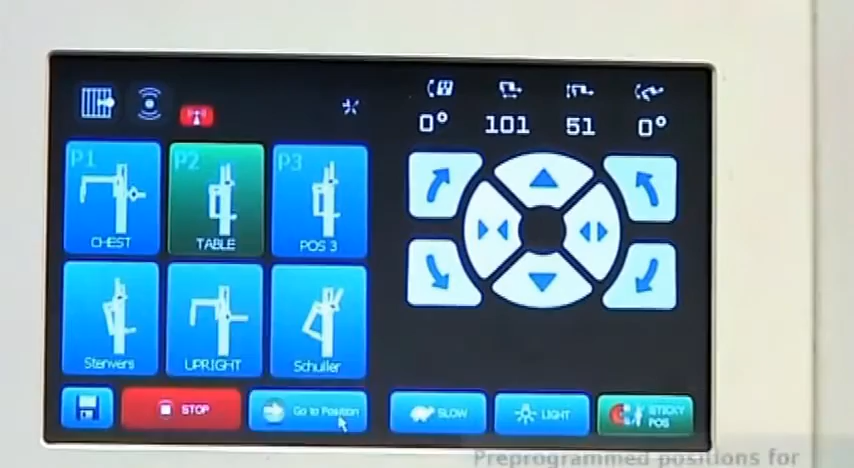 0° 101 51 0°
P1 P2 P3
CHEST TABLE POS 3
Stenvers UPRIGHT Schuller
STOP Go to Position SLOW LIGHT STICKY
POS
Preprogrammed positions for